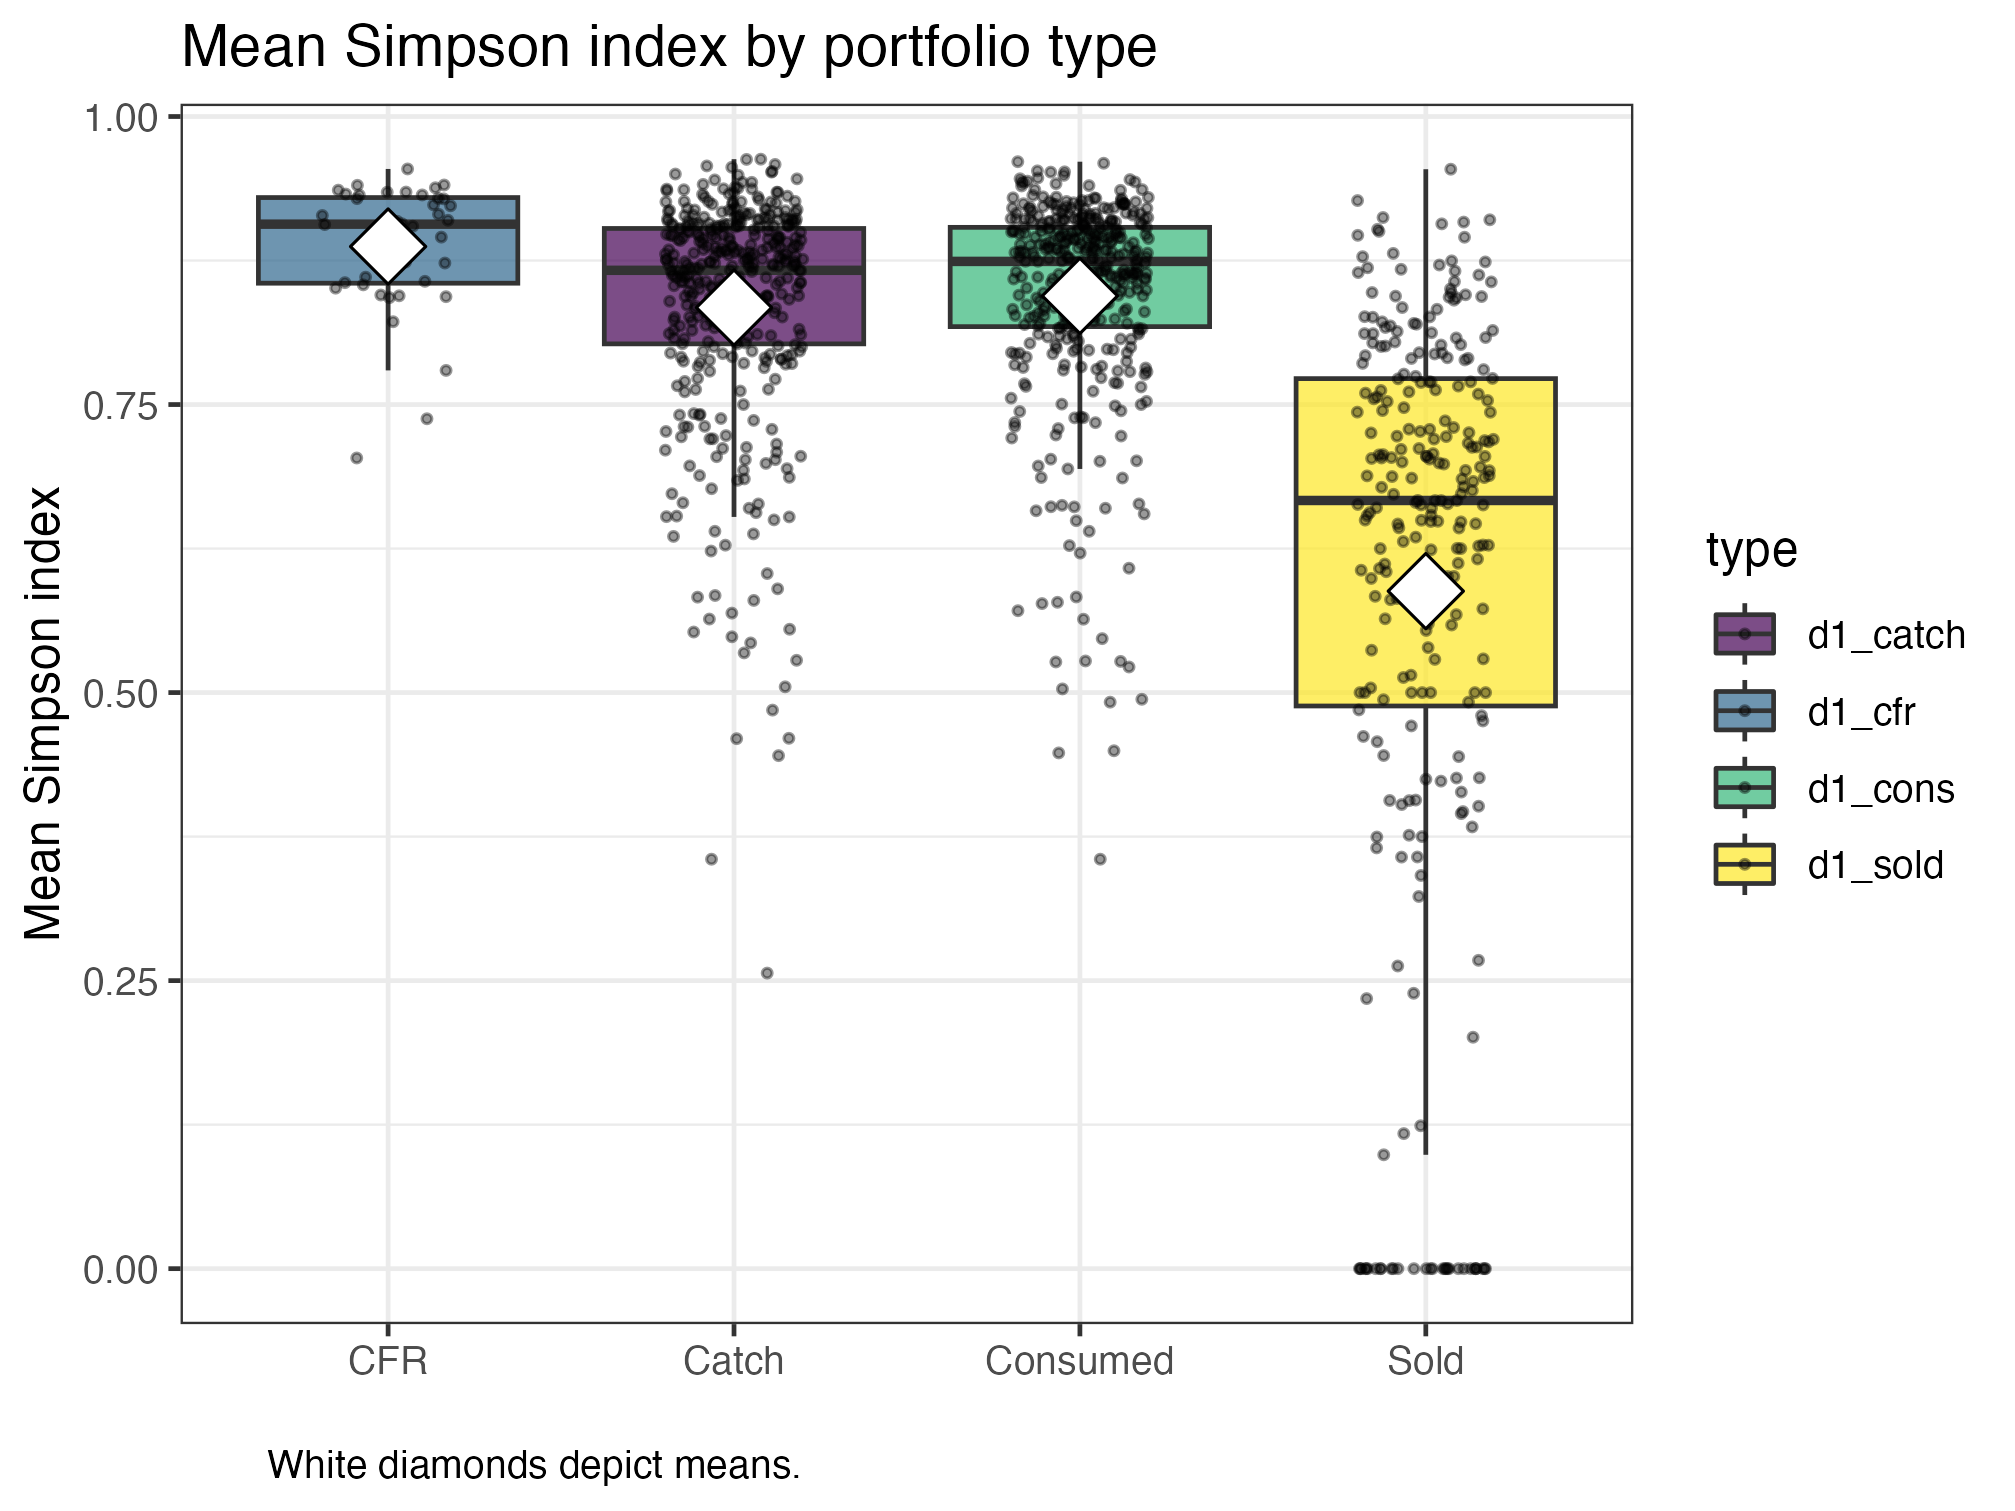 Mean Simpson index by portfolio type
Mean Simpson index
1.00
0.75
0.50
0.25
0.00
CFR
Catch
Consumed
Sold
type
d1_catch
d1_cfr
d1_cons
d1_sold
White diamonds depict means.